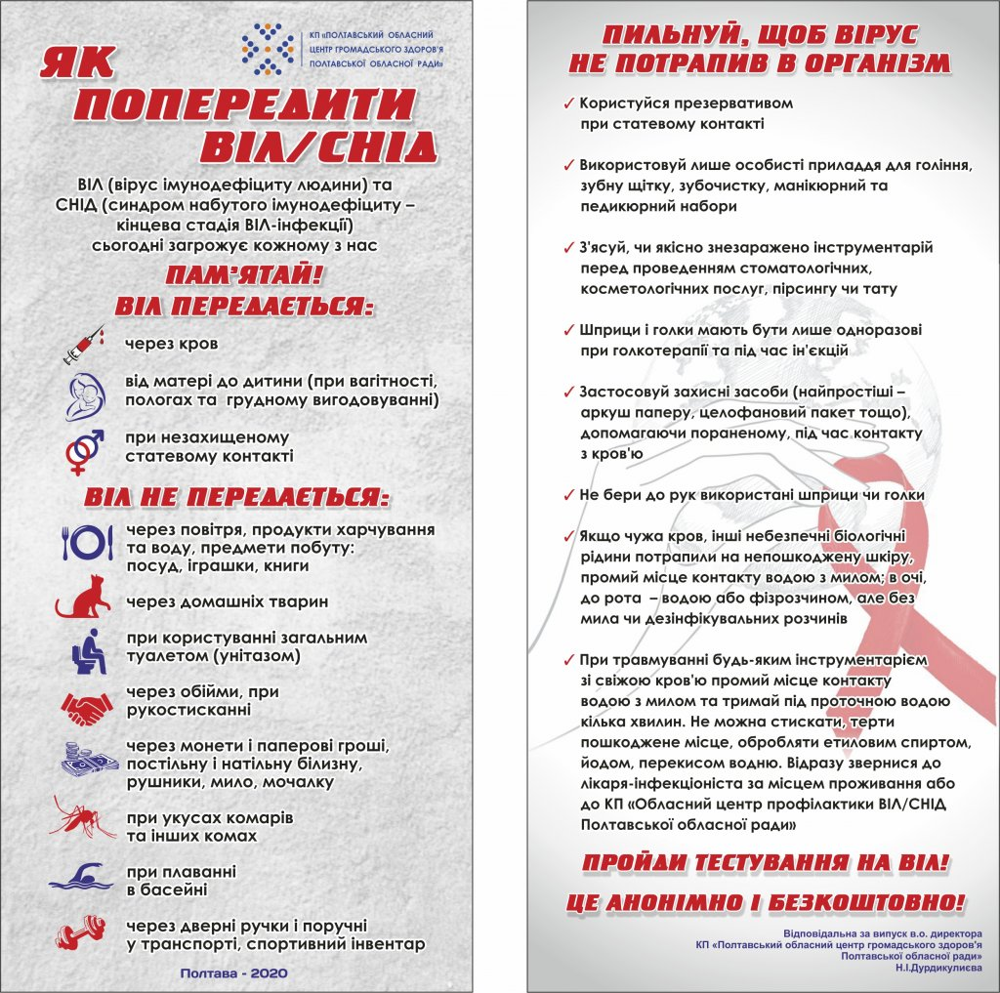 КП «ПОЛТАВСЬКИЙ ОБЛАСНИЙ
ЦЕНТР ГРОМАДСЬКОГО ЗДОРОВ'Я
ПОЛТАВСЬКОЇ ОБЛАСНОЇ РАДИ»
ЯК
ПОПЕРЕДИТИ
ВІЛ/СНІД
ВІЛ (вірус імунодефіциту людини) та
СНІД (синдром набутого імунодефіциту –
кінцева стадія ВІЛ-інфекції)
сьогодні загрожує кожному з нас
ПАМ'ЯТАЙ!
ВІЛ ПЕРЕДАЄТЬСЯ:
через кров
від матері до дитини (при вагітності,
пологах та грудному вигодовуванні)
при незахищеному
статевому контакті
ВІЛ НЕ ПЕРЕДАЄТЬСЯ:
через повітря, продукти харчування
та воду, предмети побуту:
посуд, іграшки, книги
через домашніх тварин
при користуванні загальним
туалетом (унітазом)
через обійми, при
рукостисканні
через монети і паперові гроші,
постільну і натільну білизну,
рушники, мило, мочалку
при укусах комарів
та інших комах
при плаванні
в басейні
через дверні ручки і поручні
у транспорті, спортивний інвентар
Полтава - 2020
ПИЛЬНУЙ, ЩОБ ВІРУС
НЕ ПОТРАПИВ В ОРГАНІЗМ
✓ Користуйся презервативом
при статевому контакті
✓ Використовуй лише особисті приладдя для гоління,
зубну щітку, зубочистку, манікюрний та
педикюрний набори
✓ З'ясуй, чи якісно знезаражено інструментарій
перед проведенням стоматологічних,
косметологічних послуг, пірсингу чи тату
✓ Шприци і голки мають бути лише одноразові
при голкотерапії та під час ін'єкцій
✓ Застосовуй захисні засоби (найпростіші –
аркуш паперу, целофановий пакет тощо),
допомагаючи пораненому, під час контакту
з кров'ю
✓ Не бери до рук використані шприци чи голки
✓ Якщо чужа кров, інші небезпечні біологічні
рідини потрапили на непошкоджену шкіру,
промий місце контакту водою з милом; в очі,
до рота – водою або фізрозчином, але без
мила чи дезінфікувальних розчинів
✓ При травмуванні будь-яким інструментарієм
зі свіжою кров'ю промий місце контакту
водою з милом та тримай під проточною водою
кілька хвилин. Не можна стискати, терти
пошкоджене місце, обробляти етиловим спиртом,
йодом, перекисом водню. Відразу звернися до
лікаря-інфекціоніста за місцем проживання або
до КП «Обласний центр профілактики ВІЛ/СНІД
Полтавської обласної ради»
ПРОЙДИ ТЕСТУВАННЯ НА ВІЛ!
ЦЕ АНОНІМНО І БЕЗКОШТОВНО!
Відповідальна за випуск в.о. директора
КП «Полтавський обласний центр громадського здоров'я
Полтавської обласної ради»
Н.І.Дурдикулиєва